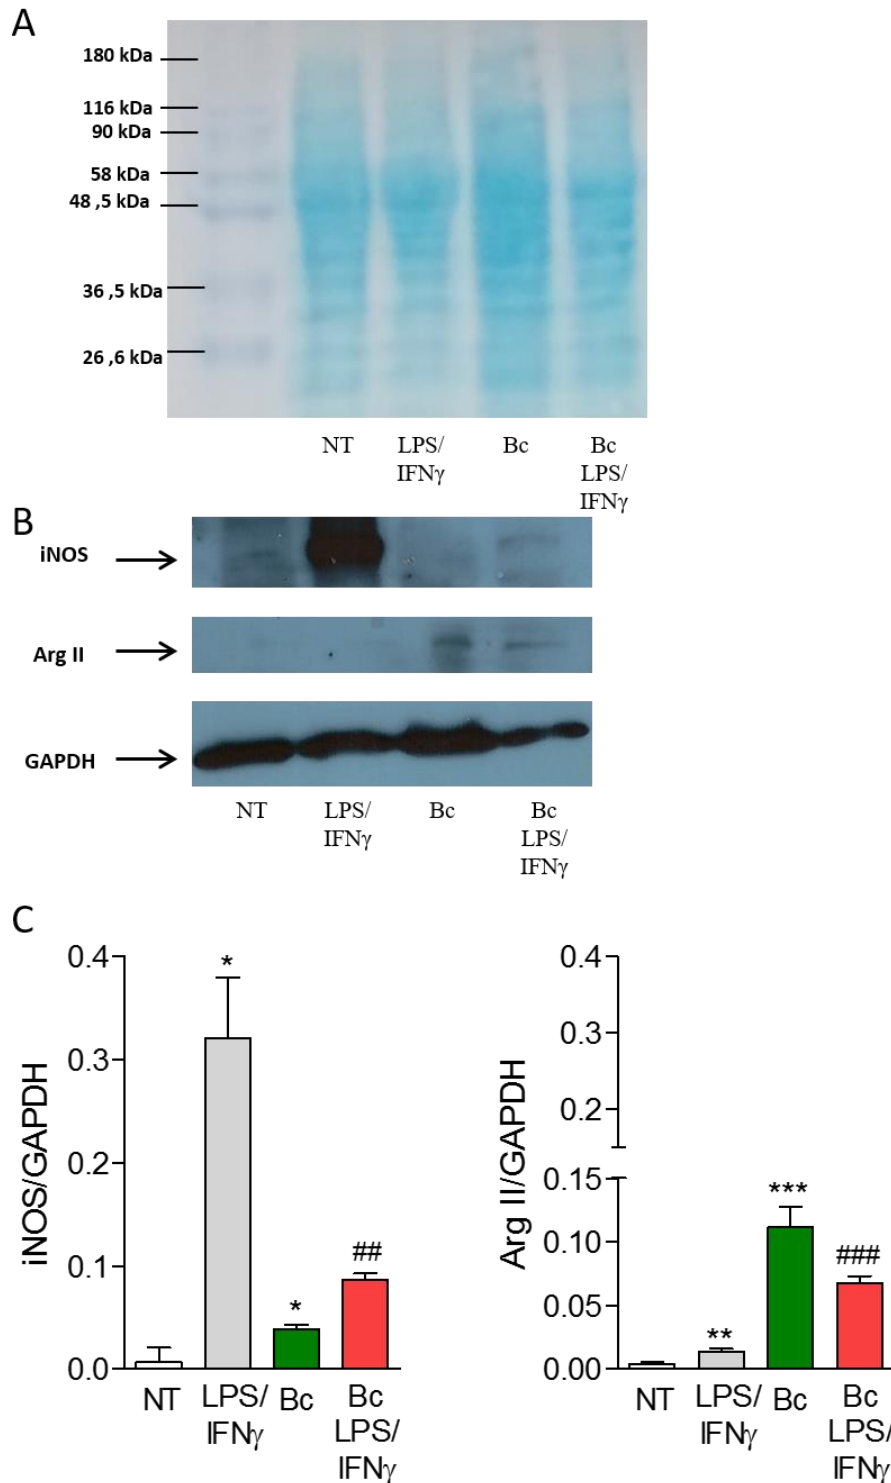 A
180 kDa
116 kDa
90 kDa
58 kDa
48 ,5 kDa
36 ,5 kDa
26 ,6 kDa
NT LPS/ Bc Bc
IFNγ LPS/
IFNγ
B
iNOS
Arg II
GAPDH
NT LPS/ Bc Bc
IFNγ LPS/
IFNγ
C
iNOS/GAPDH
0.4
0.3
0.2
0.1
0.0
*
*
##
NT LPS/ Bc Bc
IFNγ LPS/
IFNγ
Arg II/GAPDH
0.4
0.3
0.2
0.15
0.10
0.05
0.00
**
***
###
NT LPS/ Bc Bc
IFNγ LPS/
IFNγ